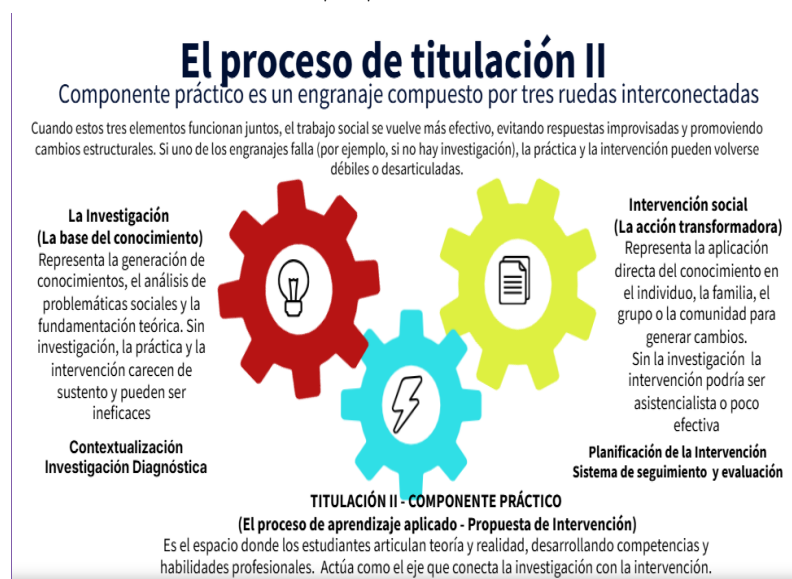 El proceso de titulación II
Componente práctico es un engranaje compuesto por tres ruedas interconectadas
Cuando estos tres elementos funcionan juntos, el trabajo social se vuelve más efectivo, evitando respuestas improvisadas y promoviendo
cambios estructurales. Si uno de los engranajes falla (por ejemplo, si no hay investigación), la práctica y la intervención pueden volverse
débiles o desarticuladas.
La Investigación
(La base del conocimiento)
Representa la generación de
conocimientos, el análisis de
problemáticas sociales y la
fundamentación teórica. Sin
investigación, la práctica y la
intervención carecen de
sustento y pueden ser
ineficaces
Contextualización
Investigación Diagnóstica
Intervención social
(La acción transformadora)
Representa la aplicación
directa del conocimiento en
el individuo, la familia, el
grupo o la comunidad para
generar cambios.
Sin la investigación la
intervención podría ser
asistencialista o poco
efectiva
Planificación de la Intervención
Sistema de seguimiento y evaluación
TITULACIÓN II - COMPONENTE PRÁCTICO
(El proceso de aprendizaje aplicado - Propuesta de Intervención)
Es el espacio donde los estudiantes articulan teoría y realidad, desarrollando competencias y
habilidades profesionales. Actúa como el eje que conecta la investigación con la intervención.